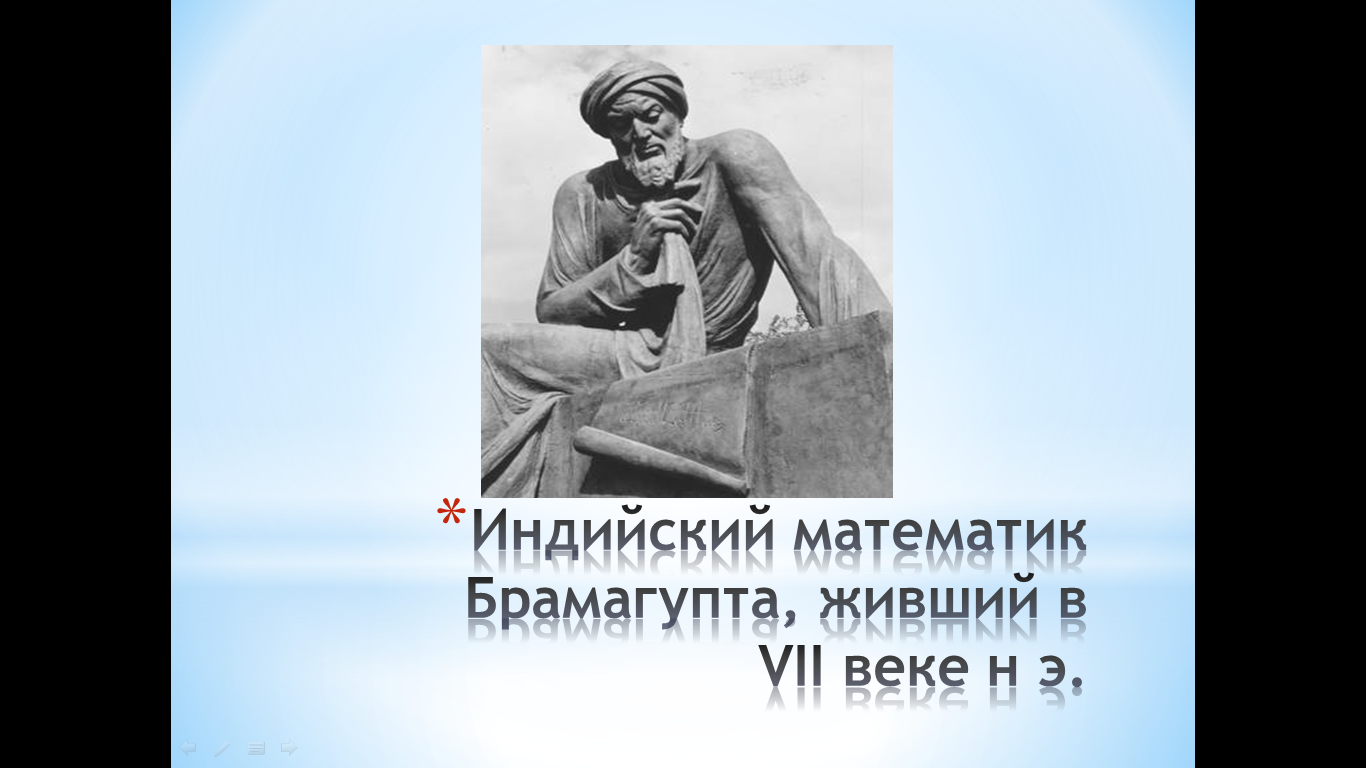 * Индийский математик
Брамагупта, живший в
VII веке н э.